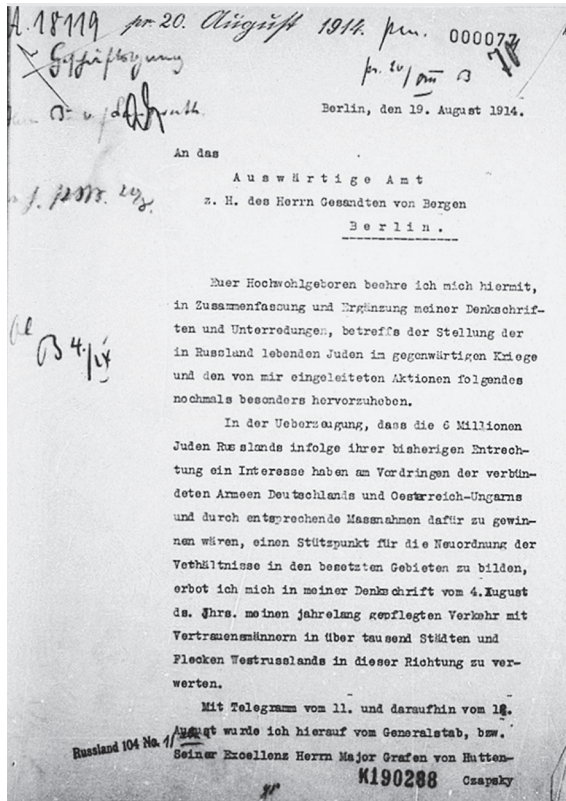 A.18119 pr. 20. August 1914. pm.
000077
pr. 20/VIII B
Berlin, den 19. August 1914.
An das
Auswärtige Amt
z. H. des Herrn Gesandten von Bergen
Berlin.
B 4./IX
Euer Hochwohlgeboren beehre ich mich hiermit,
in Zusammenfassung und Ergänzung meiner Denkschrif-
ten und Unterredungen, betreffs der Stellung der
in Russland lebenden Juden im gegenwärtigen Kriege
und den von mir eingeleiteten Aktionen folgendes
nochmals besonders hervorzuheben.
In der Ueberzeugung, dass die 6 Millionen
Juden Russlands infolge ihrer bisherigen Entrech-
tung ein Interesse haben am Vordringen der verbün-
deten Armeen Deutschlands und Oesterreich-Ungarns
und durch entsprechende Massnahmen dafür zu gewin-
nen wären, einen Stützpunkt für die Neuordnung der
Vethältnisse in den besetzten Gebieten zu bilden,
erbot ich mich in meiner Denkschrift vom 4.August
ds. Jhrs. meinen jahrelang gepflegten Verkehr mit
Vertrauensmännern in über tausend Städten und
Flecken Westrusslands in dieser Richtung zu ver-
werten.
Mit Telegramm vom 11. und daraufhin vom 12.
August wurde ich hierauf vom Generalstab, bzw.
Seiner Excellenz Herrn Major Grafen von Hutten-
Czapsky
Russland 104 No. 1/
K190288